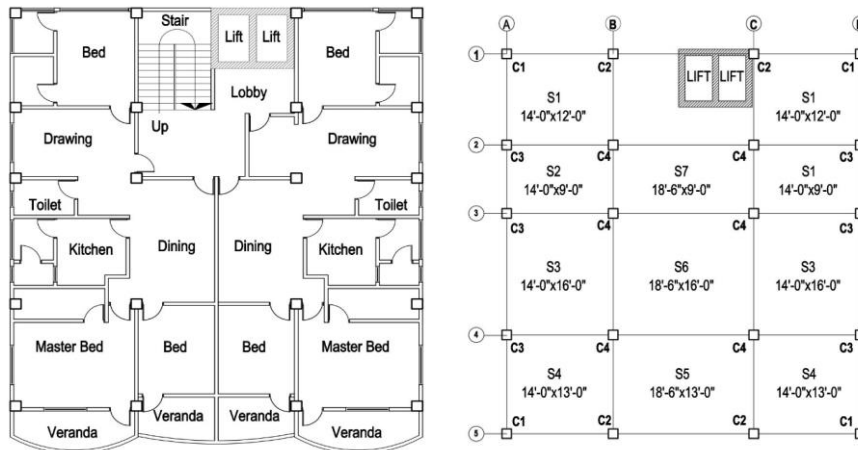 Stair
Lift Lift
Bed Bed
Lobby
Up
Drawing Drawing
Toilet Toilet
Kitchen Dining Dining Kitchen
Master Bed Bed Bed Master Bed
Veranda Veranda Veranda Veranda
A B C
1
C1 C2 LIFT LIFT C2 C1
S1 S1
14'-0"x12'-0" 14'-0"x12'-0"
2
C3 C4 C4 C3
S2 S7 S1
14'-0"x9'-0" 18'-6"x9'-0" 14'-0"x9'-0"
3
C3 C4 C4 C3
S3 S6 S3
14'-0"x16'-0" 18'-6"x16'-0" 14'-0"x16'-0"
4
C3 C4 C4 C3
S4 S5 S4
14'-0"x13'-0" 18'-6"x13'-0" 14'-0"x13'-0"
5
C1 C2 C2 C1